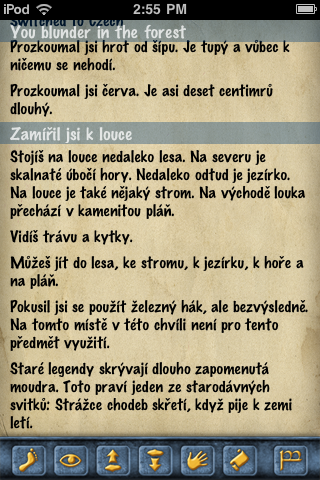 iPod
2:55 PM
Switched to Czech
You blunder in the forest
Prozkoumal jsi hrot od šípu. Je tupý a vůbec k
ničemu se nehodí.
Prozkoumal jsi červa. Je asi deset centimrů
dlouhý.
Zamířil jsi k louce
Stojíš na louce nedaleko lesa. Na severu je
skalnaté úbočí hory. Nedaleko odtud je jezírko.
Na louce je také nějaký strom. Na východě louka
přechází v kamenitou pláň.
Vidíš trávu a kytky.
Můžeš jít do lesa, ke stromu, k jezírku, k hoře a
na pláň.
Pokusil jsi se použít železný hák, ale bezvýsledně.
Na tomto místě v této chvíli není pro tento
předmět využití.
Staré legendy skrývají dlouho zapomenutá
moudra. Toto praví jeden ze starodávných
svitků: Strážce chodeb skřetí, když pije k zemi
letí.